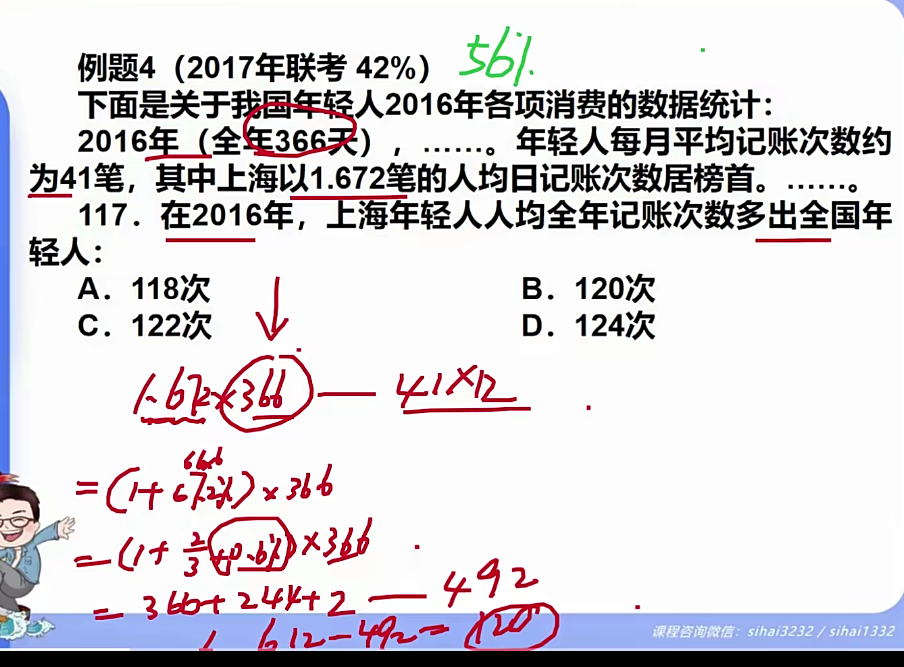 例题4（2017年联考 42%） 56%
下面是关于我国年轻人2016年各项消费的数据统计：
2016年（全年366天），……。年轻人每月平均记账次数约
为41笔，其中上海以1.672笔的人均日记账次数居榜首。……。
117．在2016年，上海年轻人人均全年记账次数多出全国年
轻人：
A．118次 B．120次
C．122次 D．124次
1.672×366 — 41×12
66.6
=(1+67.2%)×366
=(1+2/3+0.6%)×366
=366+244+2 — 492
612-492=120
课程咨询微信：sihai3232 / sihai1332